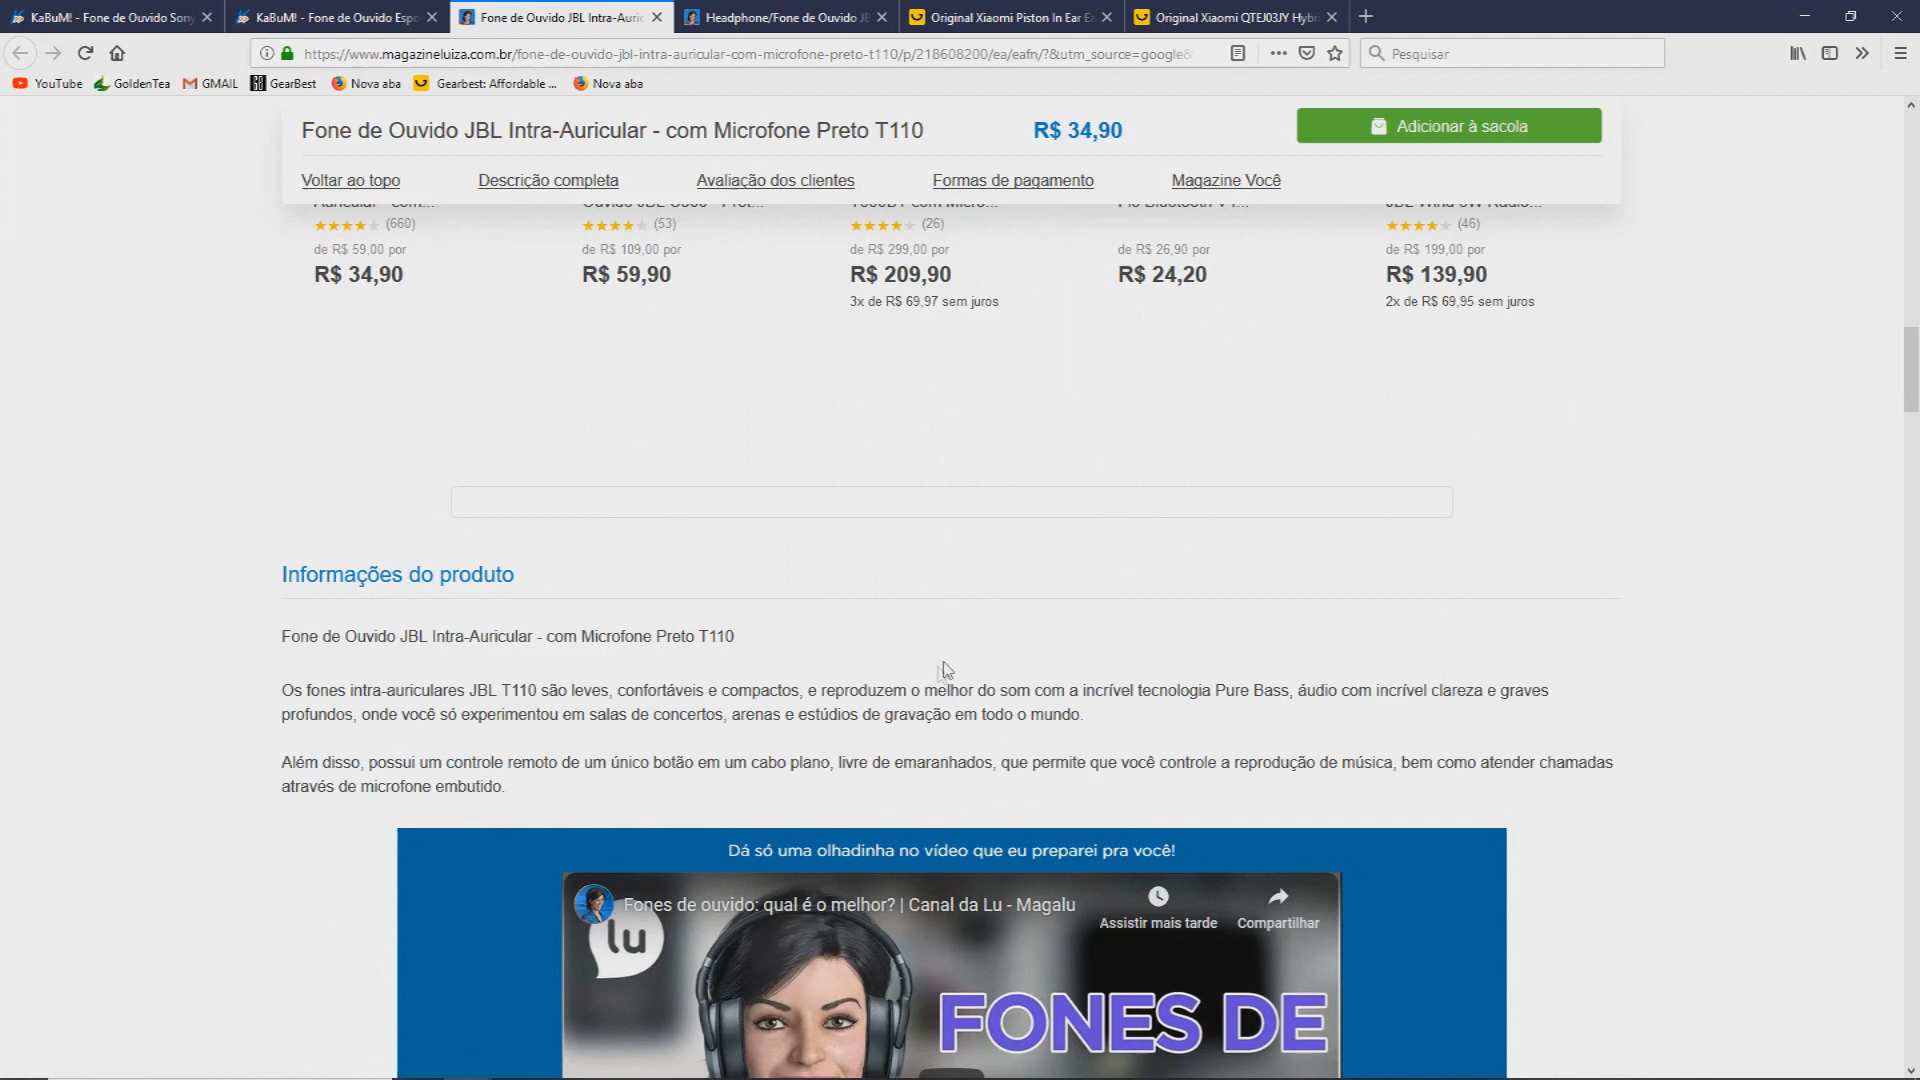 KaBuM! - Fone de Ouvido Sony
KaBuM! - Fone de Ouvido Espo
Fone de Ouvido JBL Intra-Auric
Headphone/Fone de Ouvido JB
Original Xiaomi Piston In Ear Ea
Original Xiaomi QTEJ03JY Hybri
https://www.magazineluiza.com.br/fone-de-ouvido-jbl-intra-auricular-com-microfone-preto-t110/p/218608200/ea/eafn/?&utm_source=google&
Pesquisar
YouTube
GoldenTea
GMAIL
GearBest
Nova aba
Gearbest: Affordable ...
Nova aba
Fone de Ouvido JBL Intra-Auricular - com Microfone Preto T110
R$ 34,90
Adicionar à sacola
Voltar ao topo
Descrição completa
Avaliação dos clientes
Formas de pagamento
Magazine Você
(660)
(53)
(26)
(46)
de R$ 59,00 por
de R$ 109,00 por
de R$ 299,00 por
de R$ 26,90 por
de R$ 199,00 por
R$ 34,90
R$ 59,90
R$ 209,90
R$ 24,20
R$ 139,90
3x de R$ 69,97 sem juros
2x de R$ 69,95 sem juros
Informações do produto
Fone de Ouvido JBL Intra-Auricular - com Microfone Preto T110
Os fones intra-auriculares JBL T110 são leves, confortáveis e compactos, e reproduzem o melhor do som com a incrível tecnologia Pure Bass, áudio com incrível clareza e graves
profundos, onde você só experimentou em salas de concertos, arenas e estúdios de gravação em todo o mundo.
Além disso, possui um controle remoto de um único botão em um cabo plano, livre de emaranhados, que permite que você controle a reprodução de música, bem como atender chamadas
através de microfone embutido.
Dá só uma olhadinha no vídeo que eu preparei pra você!
Fones de ouvido: qual é o melhor? | Canal da Lu - Magalu
Assistir mais tarde
Compartilhar
lu
FONES DE